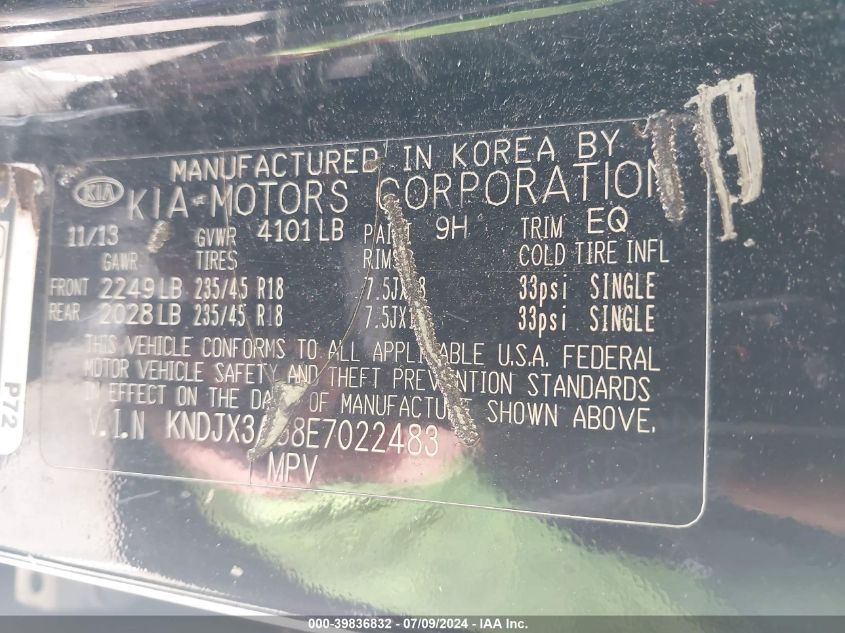 MANUFACTURED IN KOREA BY
KIA KIA MOTORS CORPORATION
11/13 GVWR 4101 LB PAINT 9H TRIM EQ
GAWR TIRES RIMS COLD TIRE INFL
FRONT 2249 LB 235/45 R18 7.5JX18 33psi SINGLE
REAR 2028 LB 235/45 R18 33psi SINGLE
THIS VEHICLE CONFORMS TO ALL APPLICABLE U.S.A. FEDERAL
MOTOR VEHICLE SAFETY AND THEFT PREVENTION STANDARDS
IN EFFECT ON THE DATE OF MANUFACTURE SHOWN ABOVE.
V.I.N
MPV
P72
000-39836832 / 07/09/2024 - IAA Inc.